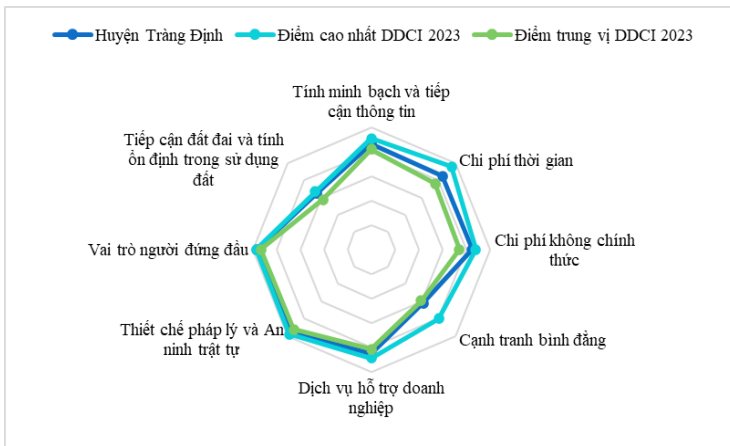 Huyện Tràng Định
Điểm cao nhất DDCI 2023
Điểm trung vị DDCI 2023
Tính minh bạch và tiếp
cận thông tin
Chi phí thời gian
Chi phí không chính
thức
Cạnh tranh bình đẳng
Dịch vụ hỗ trợ doanh
nghiệp
Thiết chế pháp lý và An
ninh trật tự
Vai trò người đứng đầu
Tiếp cận đất đai và tính
ổn định trong sử dụng
đất